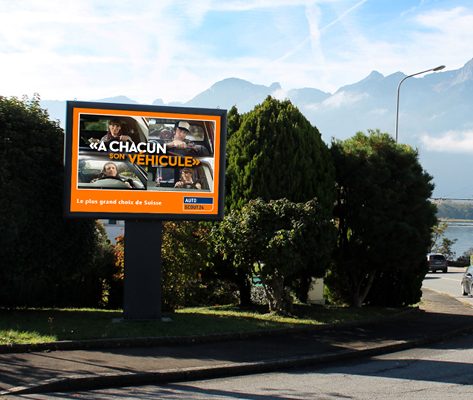 «À CHACUN
SON VÉHICULE»
Le plus grand choix de Suisse
AUTO
SCOUT24